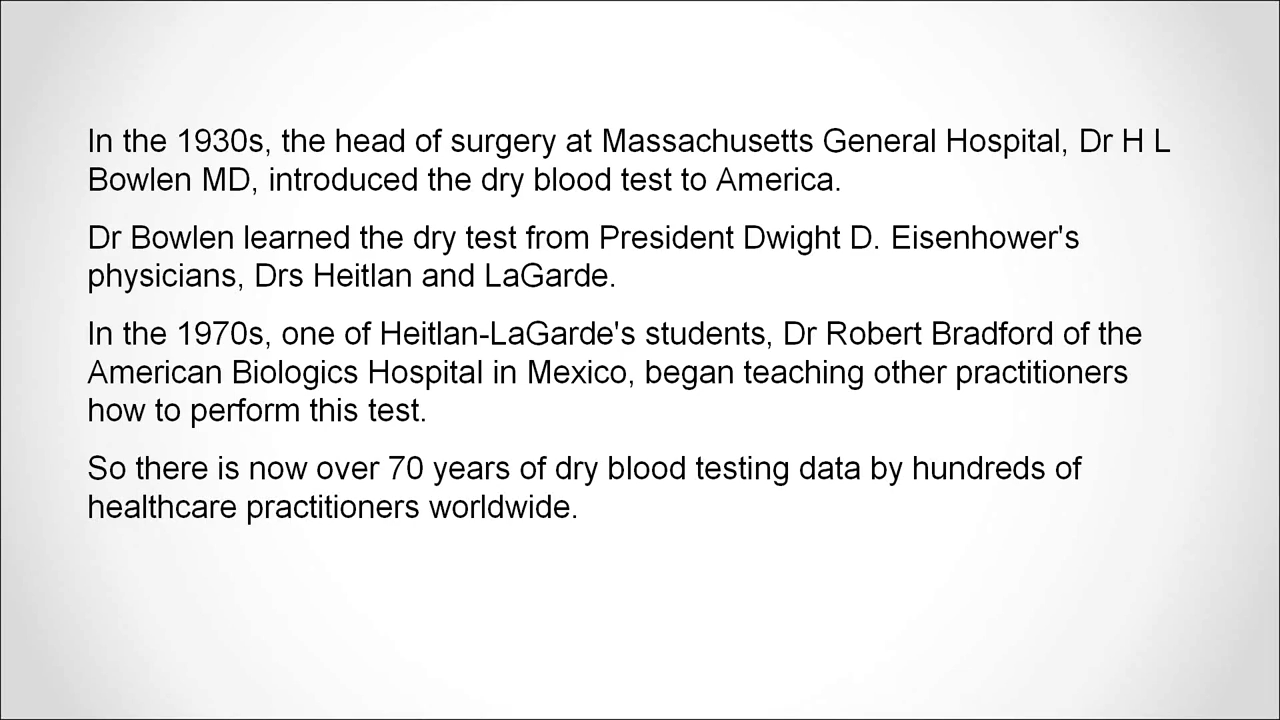 In the 1930s, the head of surgery at Massachusetts General Hospital, Dr H L
Bowlen MD, introduced the dry blood test to America.
Dr Bowlen learned the dry test from President Dwight D. Eisenhower's
physicians, Drs Heitlan and LaGarde.
In the 1970s, one of Heitlan-LaGarde's students, Dr Robert Bradford of the
American Biologics Hospital in Mexico, began teaching other practitioners
how to perform this test.
So there is now over 70 years of dry blood testing data by hundreds of
healthcare practitioners worldwide.